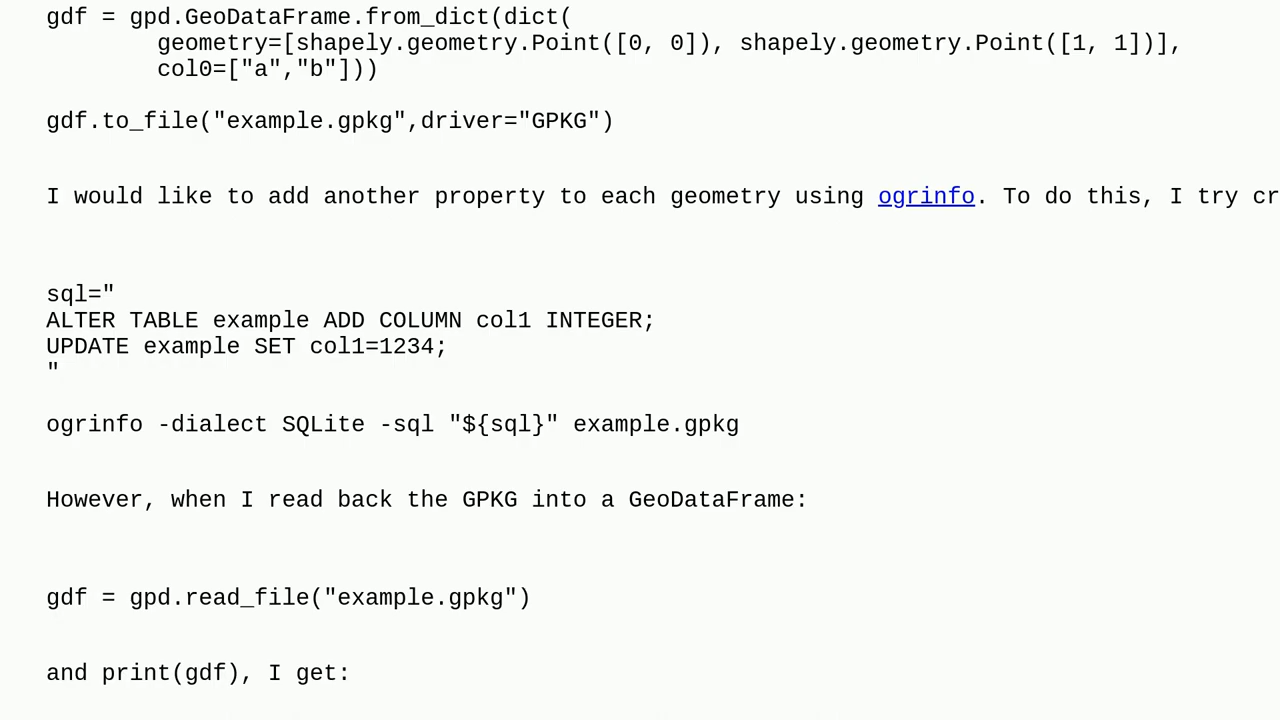 gdf = gpd.GeoDataFrame.from_dict(dict(
        geometry=[shapely.geometry.Point([0, 0]), shapely.geometry.Point([1, 1])],
        col0=["a","b"]))
gdf.to_file("example.gpkg",driver="GPKG")
I would like to add another property to each geometry using ogrinfo. To do this, I try cr
sql="
ALTER TABLE example ADD COLUMN col1 INTEGER;
UPDATE example SET col1=1234;
"
ogrinfo -dialect SQLite -sql "${sql}" example.gpkg
However, when I read back the GPKG into a GeoDataFrame:
gdf = gpd.read_file("example.gpkg")
and print(gdf), I get: